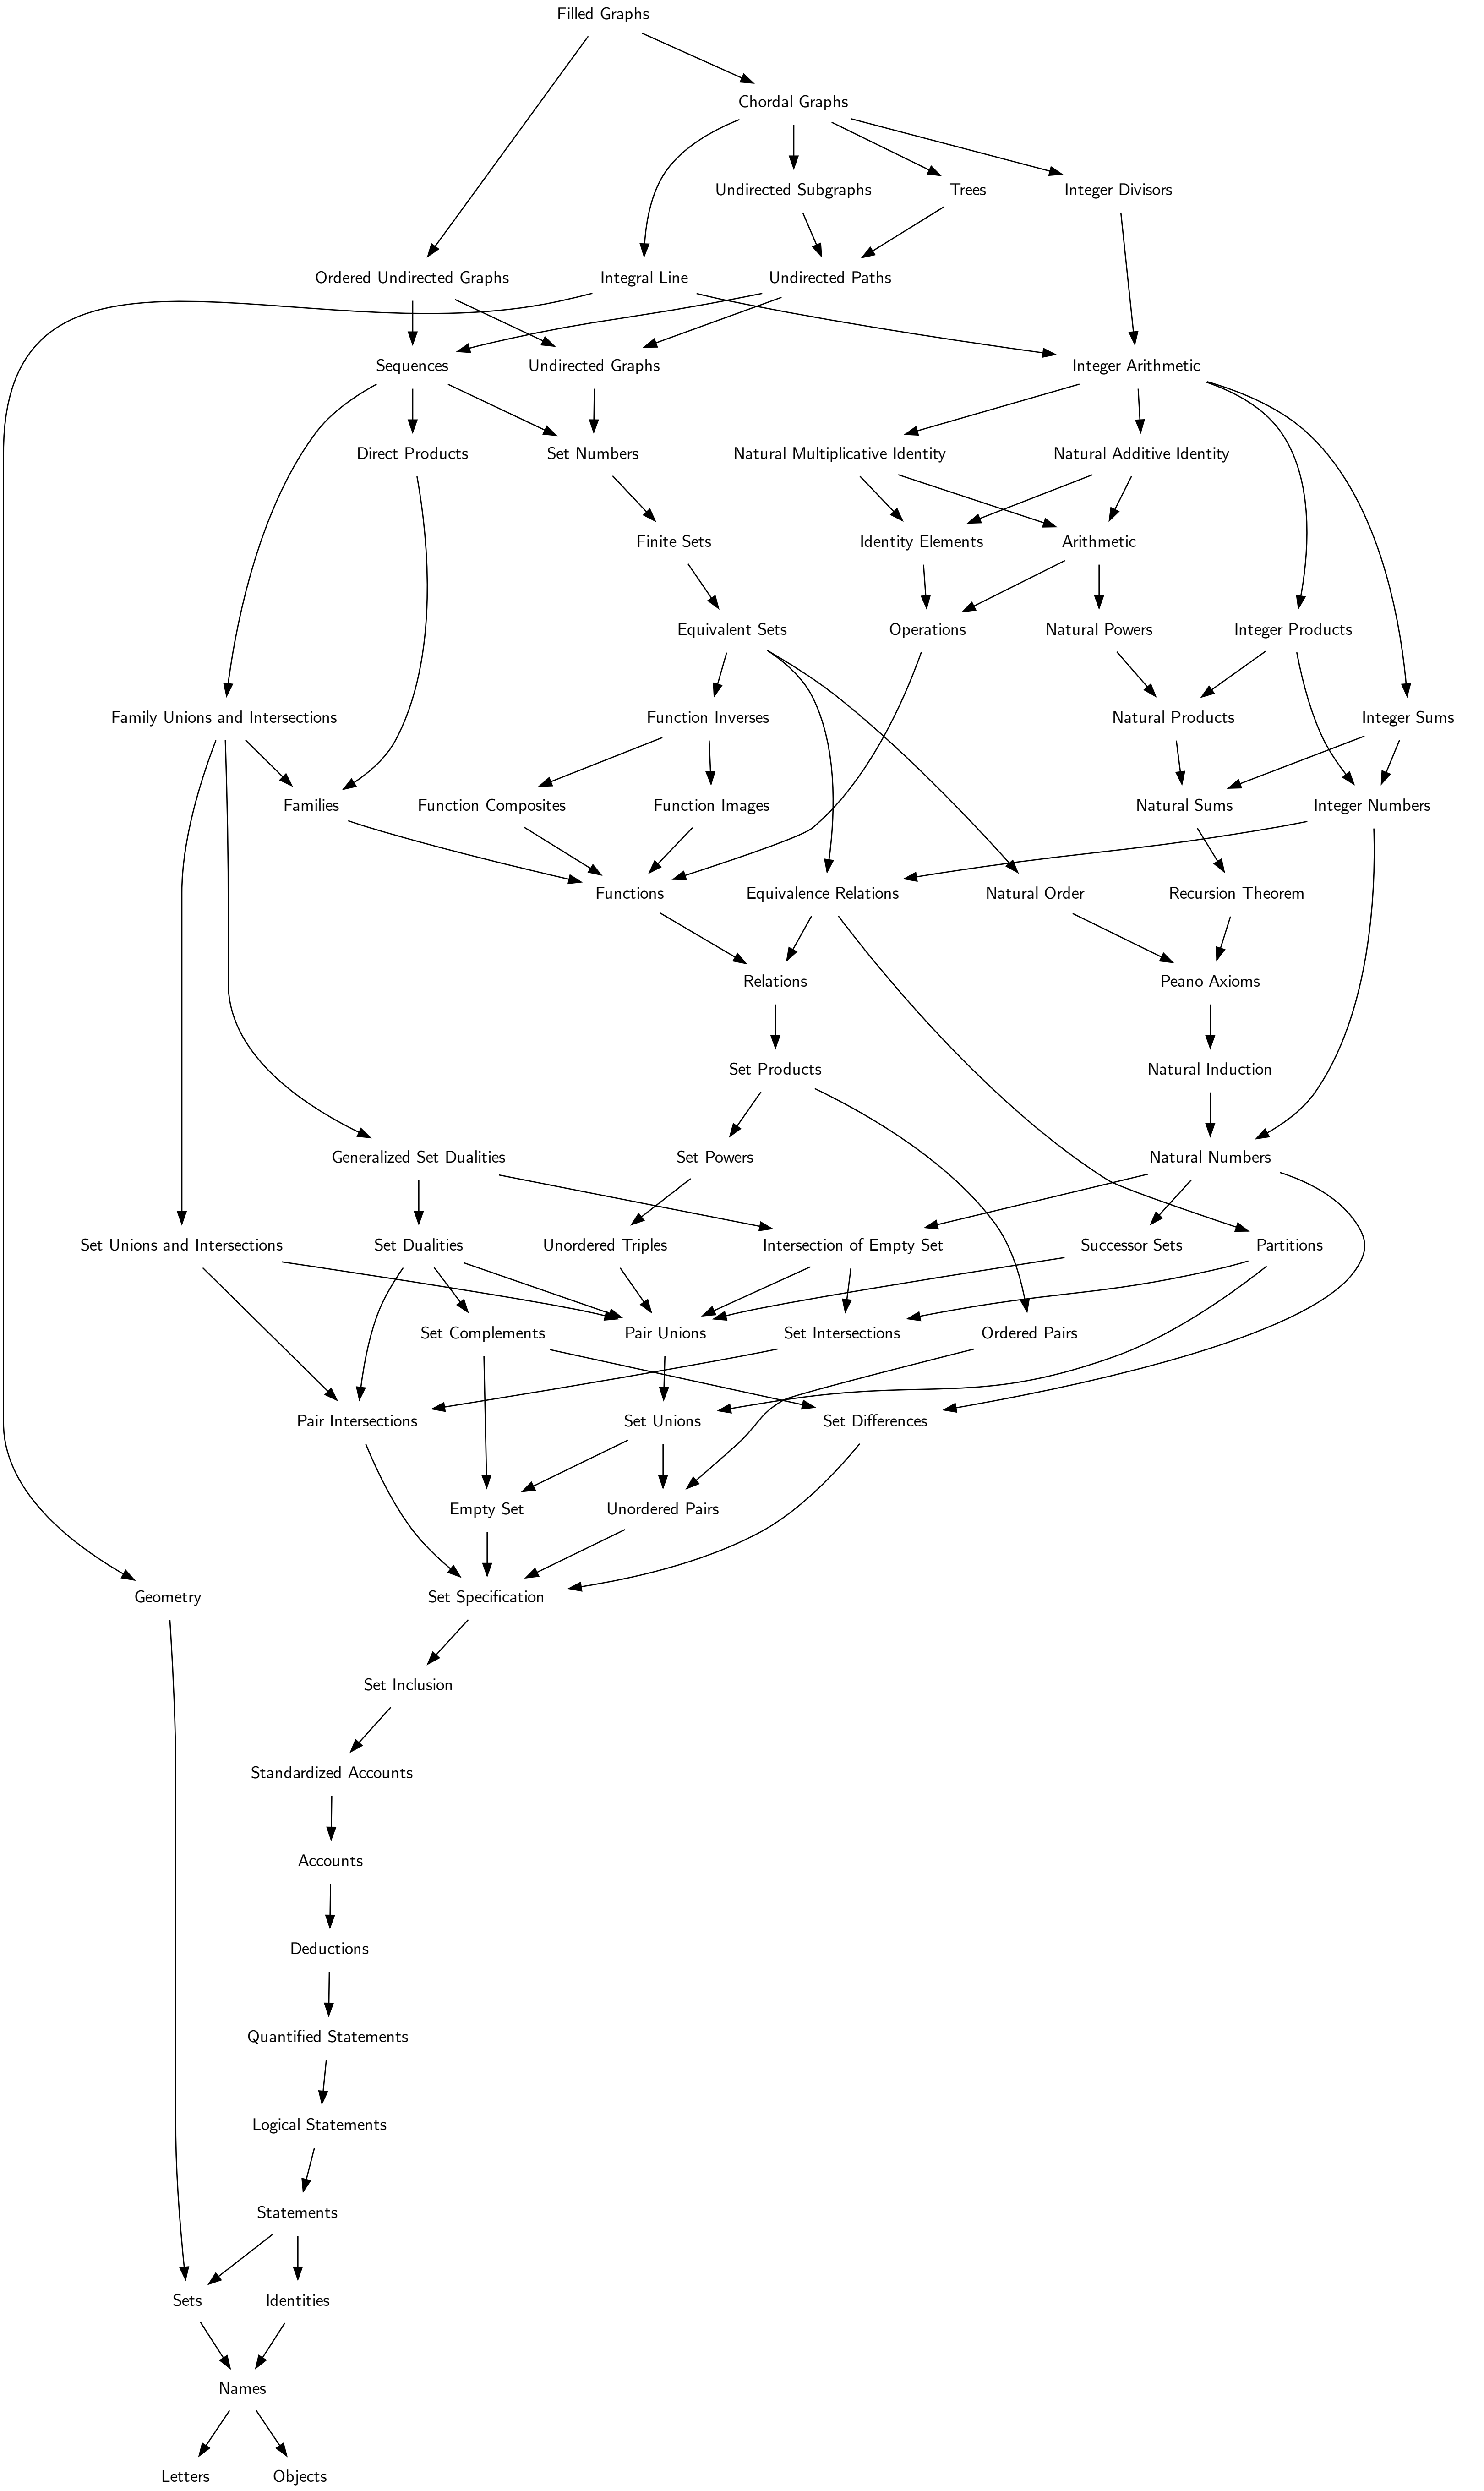 Filled Graphs
Chordal Graphs
Undirected Subgraphs
Trees
Integer Divisors
Ordered Undirected Graphs
Integral Line
Undirected Paths
Sequences
Undirected Graphs
Integer Arithmetic
Direct Products
Set Numbers
Natural Multiplicative Identity
Natural Additive Identity
Finite Sets
Identity Elements
Arithmetic
Equivalent Sets
Operations
Natural Powers
Integer Products
Family Unions and Intersections
Function Inverses
Natural Products
Integer Sums
Families
Function Composites
Function Images
Natural Sums
Integer Numbers
Functions
Equivalence Relations
Natural Order
Recursion Theorem
Relations
Peano Axioms
Set Products
Natural Induction
Generalized Set Dualities
Set Powers
Natural Numbers
Set Unions and Intersections
Set Dualities
Unordered Triples
Intersection of Empty Set
Successor Sets
Partitions
Set Complements
Pair Unions
Set Intersections
Ordered Pairs
Pair Intersections
Set Unions
Set Differences
Empty Set
Unordered Pairs
Geometry
Set Specification
Set Inclusion
Standardized Accounts
Accounts
Deductions
Quantified Statements
Logical Statements
Statements
Sets
Identities
Names
Letters
Objects